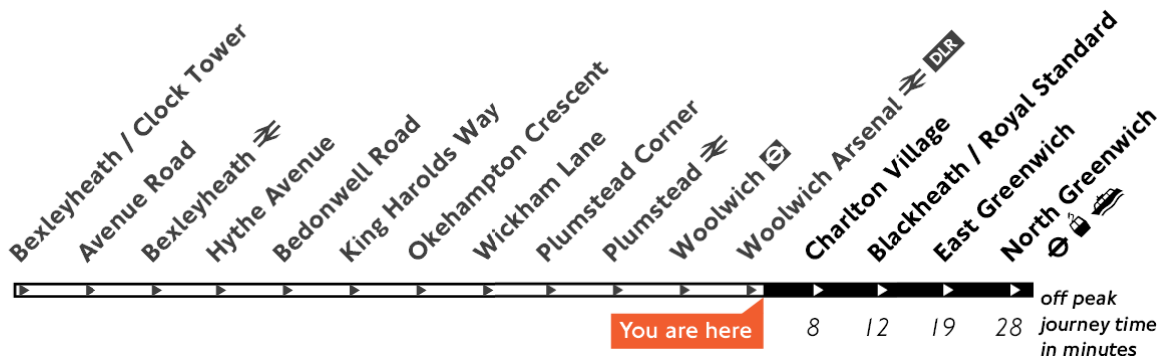 Bexleyheath / Clock Tower
Avenue Road
Bexleyheath
Hythe Avenue
Bedonwell Road
King Harolds Way
Okehampton Crescent
Wickham Lane
Plumstead Corner
Plumstead
Woolwich
Woolwich Arsenal DLR
Charlton Village
Blackheath / Royal Standard
East Greenwich
North Greenwich
You are here
8 12 19 28
off peak
journey time
in minutes